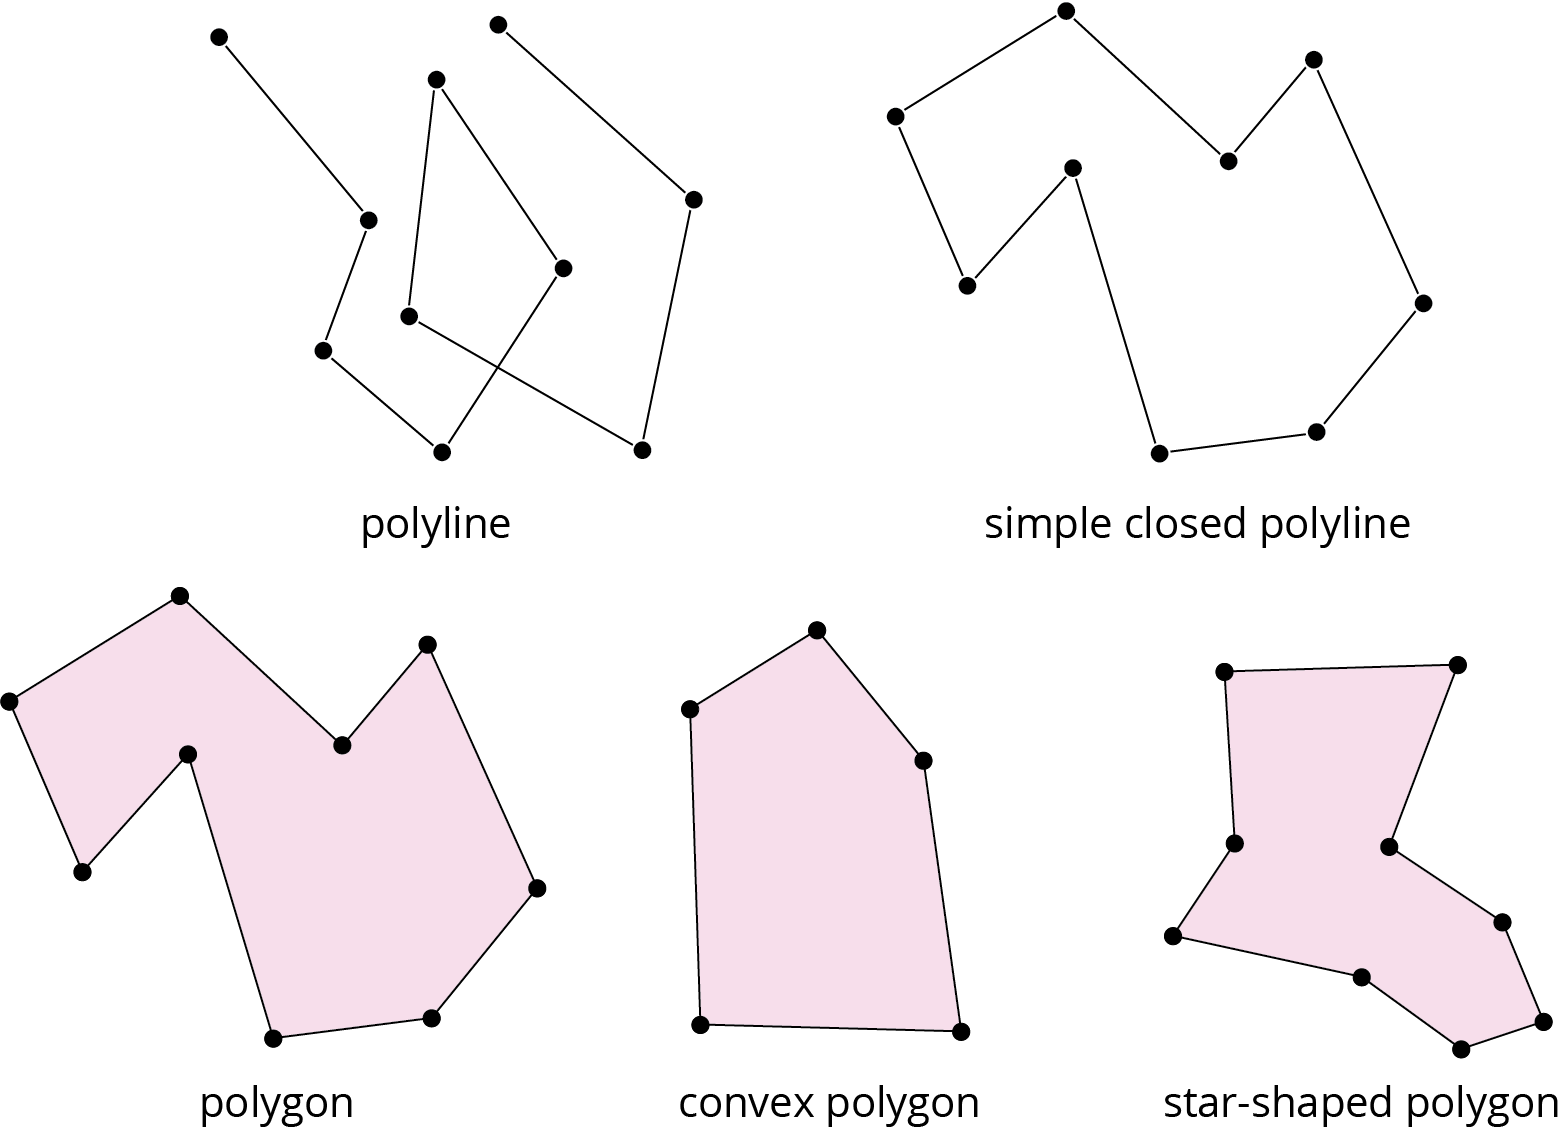 polyline
simple closed polyline
polygon
convex polygon
star-shaped polygon